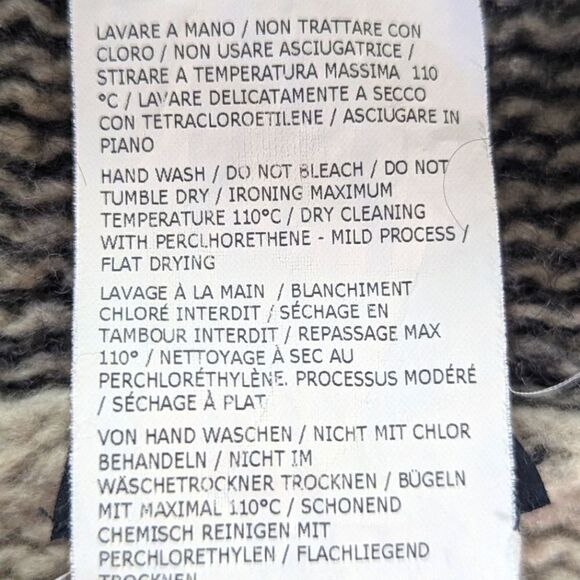 LAVARE A MANO / NON TRATTARE CON
CLORO / NON USARE ASCIUGATRICE /
STIRARE A TEMPERATURA MASSIMA 110
°C / LAVARE DELICATAMENTE A SECCO
CON TETRACLOROETILENE / ASCIUGARE IN
PIANO
HAND WASH / DO NOT BLEACH / DO NOT
TUMBLE DRY / IRONING MAXIMUM
TEMPERATURE 110°C / DRY CLEANING
WITH PERCLHORETHENE - MILD PROCESS /
FLAT DRYING
LAVAGE À LA MAIN / BLANCHIMENT
CHLORÉ INTERDIT / SÉCHAGE EN
TAMBOUR INTERDIT / REPASSAGE MAX
110° / NETTOYAGE À SEC AU
PERCHLORÉTHYLÈNE. PROCESSUS MODÉRÉ
/ SÉCHAGE À PLAT
VON HAND WASCHEN / NICHT MIT CHLOR
BEHANDELN / NICHT IM
WÄSCHETROCKNER TROCKNEN / BÜGELN
MIT MAXIMAL 110°C / SCHONEND
CHEMISCH REINIGEN MIT
PERCHLORETHYLEN / FLACHLIEGEND
TROCKNEN